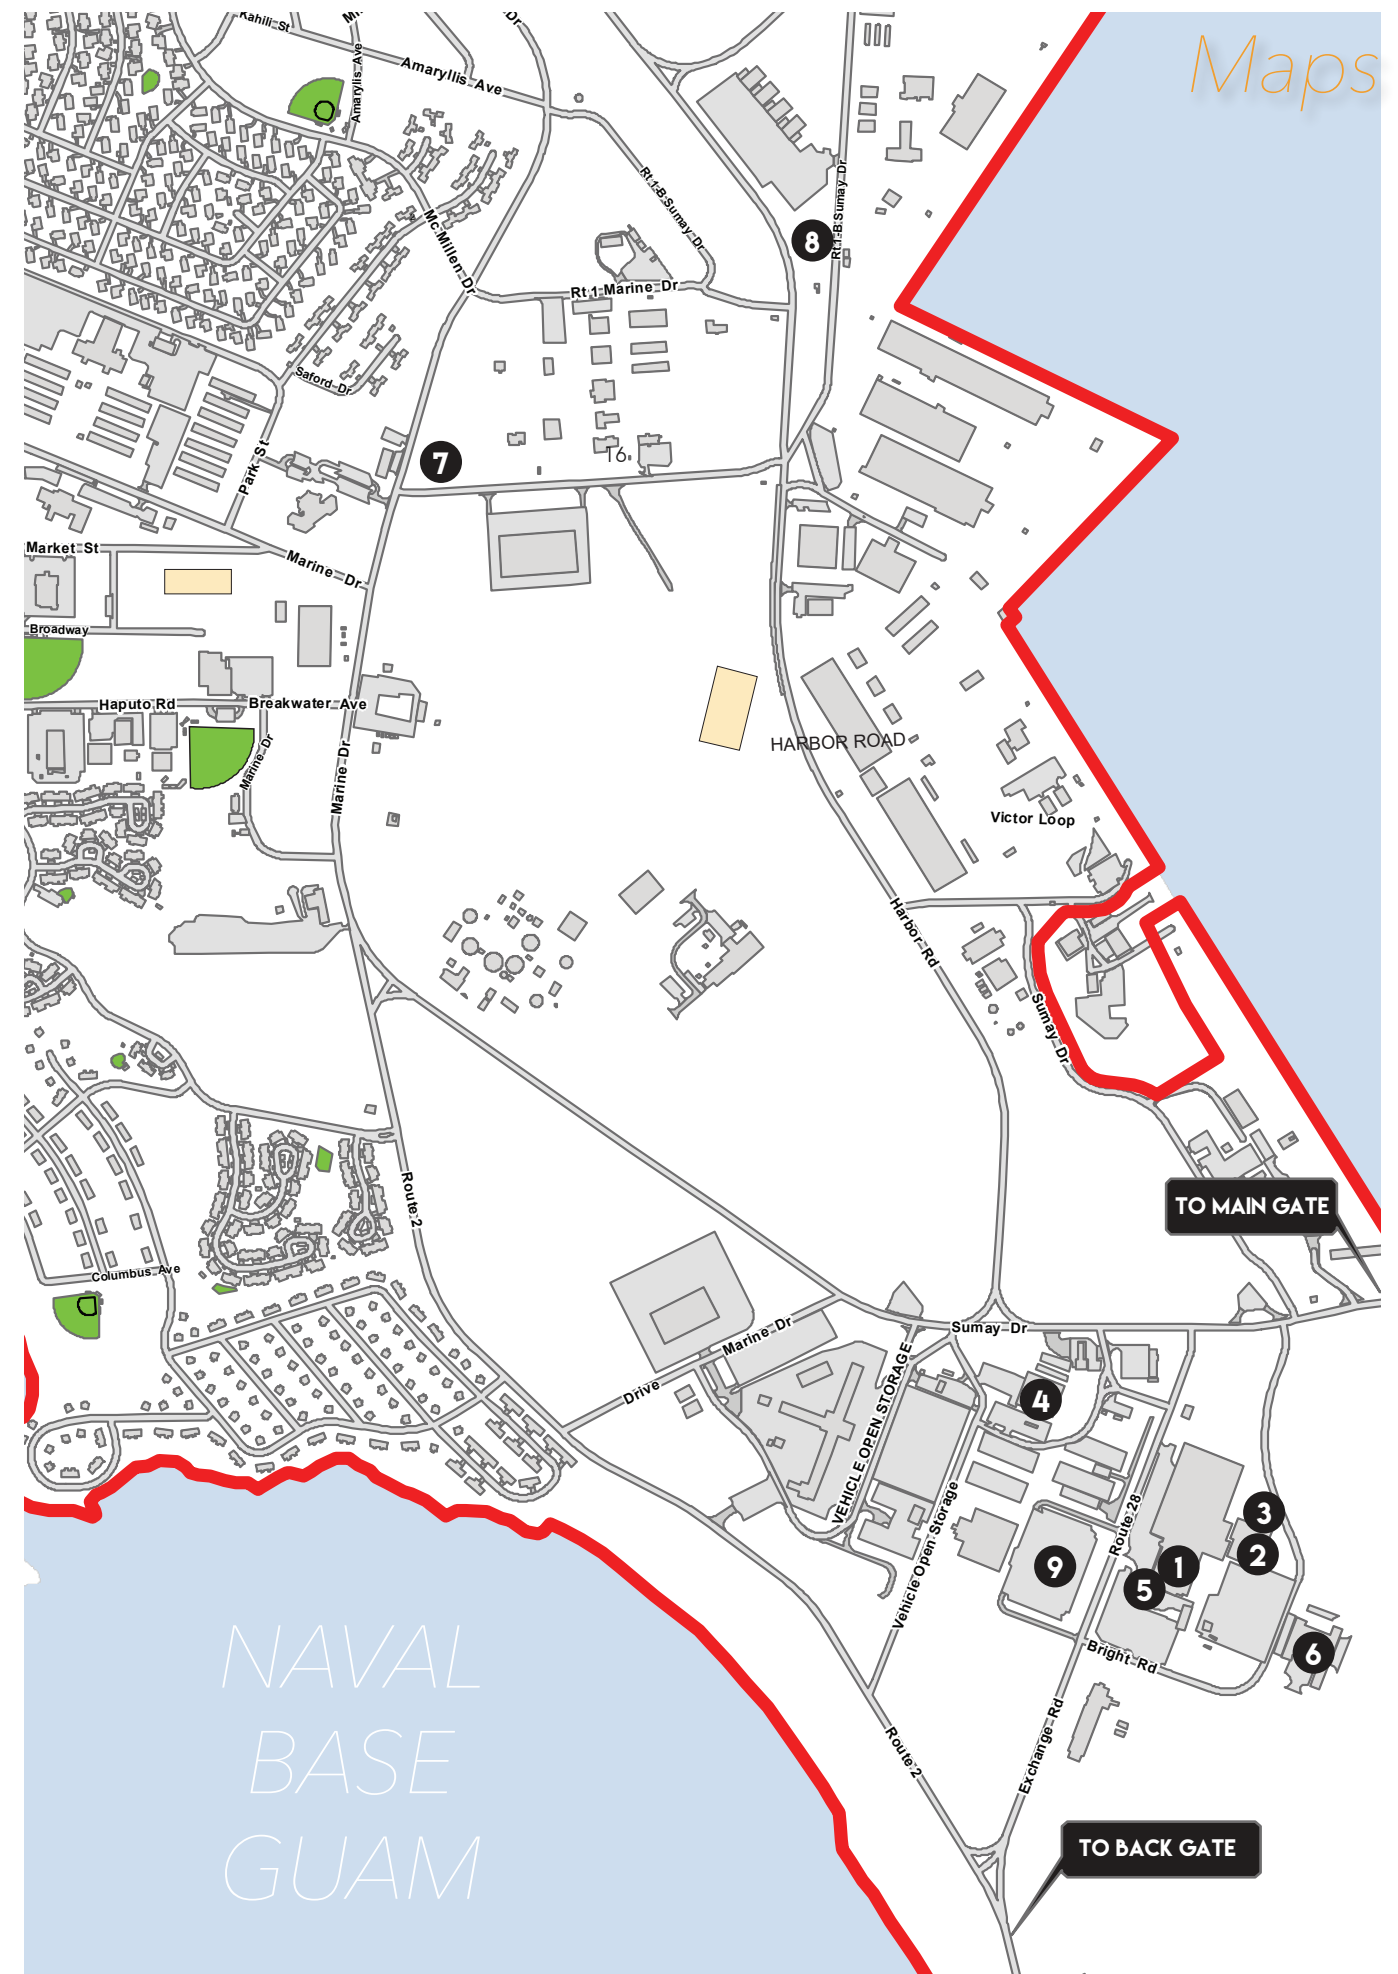 Maps
Kahili St
Dr
Amaryllis Ave
Amaryllis Ave
Rt 1-B Sumay Dr
Rt 1-B Sumay Dr
McMillen Dr
8
Rt 1 Marine Dr
Saford Dr
Park St
7
16
Market St
Marine Dr
Broadway
Haputo Rd
Breakwater Ave
Marine Dr
Marine Dr
HARBOR ROAD
Victor Loop
Harbor Rd
Sumay Dr
Route 2
TO MAIN GATE
Columbus Ave
Sumay Dr
Marine Dr
Drive
VEHICLE OPEN STORAGE
4
Vehicle Open Storage
Route 28
3
2
1
9
5
6
Bright Rd
NAVAL
BASE
GUAM
Exchange Rd
Route 2
TO BACK GATE